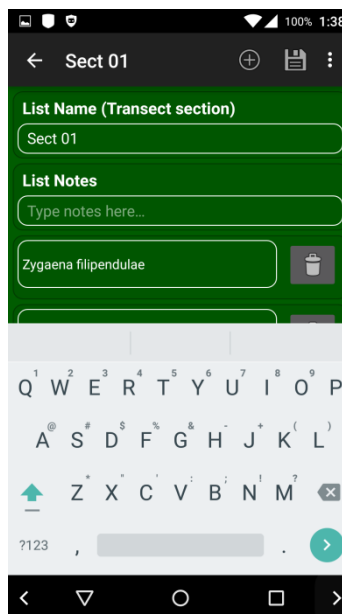 100% 1:38
Sect 01
List Name (Transect section)
Sect 01
List Notes
Type notes here...
Zygaena filipendulae
1 2 3 4 5 6 7 8 9
Q W E R T Y U I O P
@ # $ % & - + ( )
A S D F G H J K L
* " ' : ; ! ?
Z X C V B N M
?123 , .